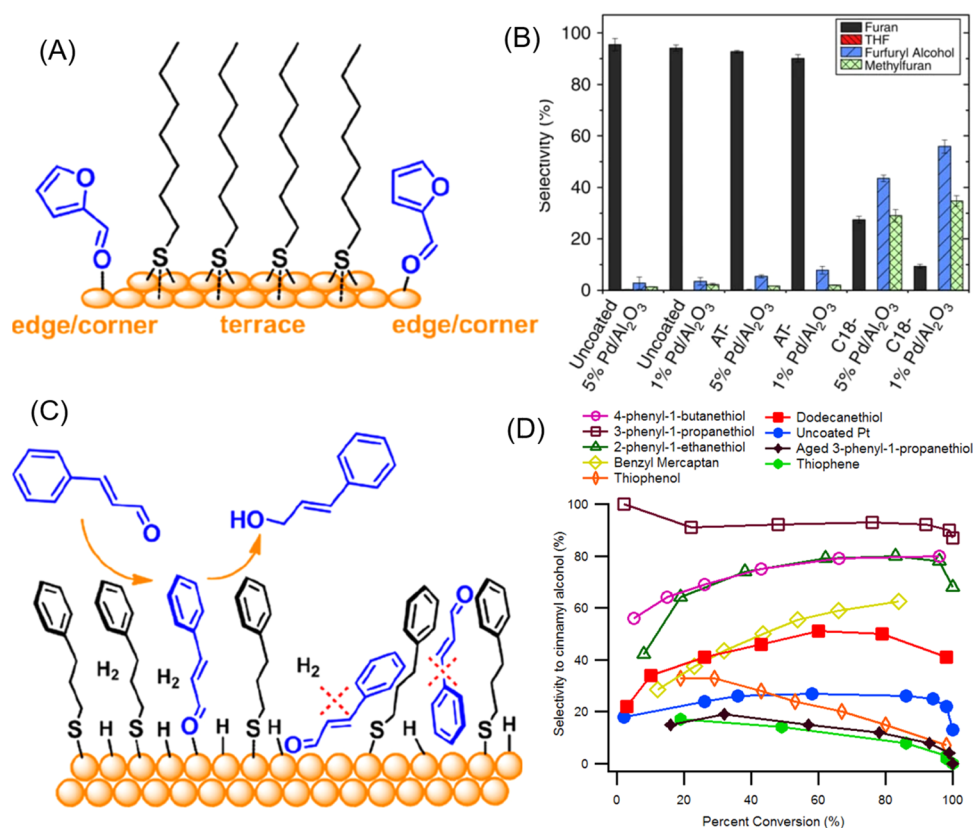 (A)
O
O
S
S
S
S
O
O
edge/corner
terrace
edge/corner
(B)
Selectivity (%)
100
80
60
40
20
0
Furan
THF
Furfuryl Alcohol
Methylfuran
Uncoated
5% Pd/Al2O3
Uncoated
1% Pd/Al2O3
AT-
5% Pd/Al2O3
AT-
1% Pd/Al2O3
C18-
5% Pd/Al2O3
C18-
1% Pd/Al2O3
(C)
O
HO
H2
H2
H2
O
O
O
H
S
H
S
H
S
H
S
H
S
H
(D)
4-phenyl-1-butanethiol
3-phenyl-1-propanethiol
2-phenyl-1-ethanethiol
Benzyl Mercaptan
Thiophenol
Dodecanethiol
Uncoated Pt
Aged 3-phenyl-1-propanethiol
Thiophene
Selectivity to cinnamyl alcohol (%)
100
80
60
40
20
0
0
20
40
60
80
100
Percent Conversion (%)